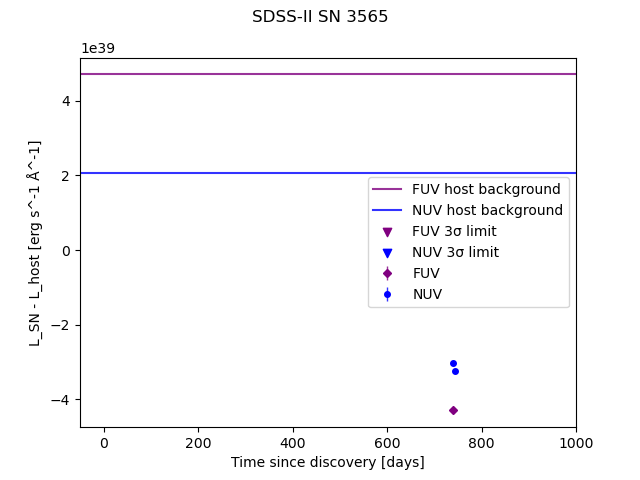 SDSS-II SN 3565
1e39
4
2
0
−2
−4
L_SN - L_host [erg s^-1 Å^-1]
FUV host background
NUV host background
FUV 3σ limit
NUV 3σ limit
FUV
NUV
0 200 400 600 800 1000
Time since discovery [days]